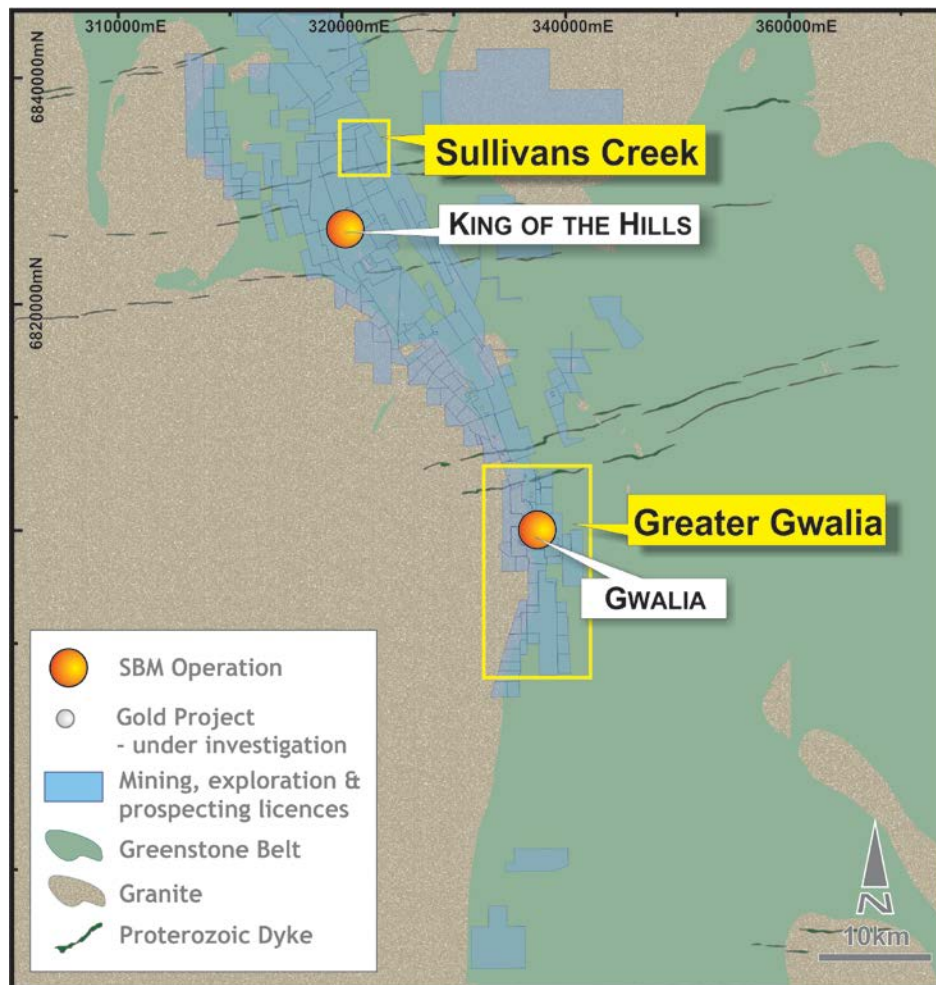 310000mE
320000mE
340000mE
360000mE
6840000mN
6820000mN
Sullivans Creek
KING OF THE HILLS
Greater Gwalia
GWALIA
SBM Operation
Gold Project
- under investigation
Mining, exploration &
prospecting licences
Greenstone Belt
Granite
Proterozoic Dyke
N
10km